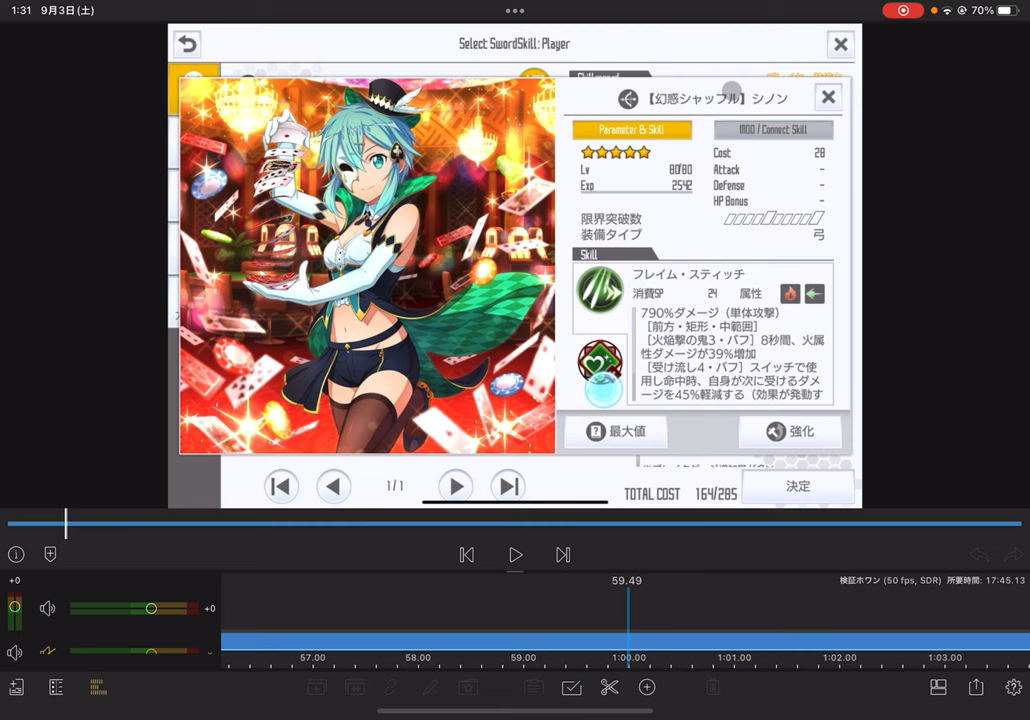 1:31 9月3日(土)
70%
Select SwordSkill: Player
【幻惑シャッフル】シノン
Parameter & Skill
MOD / Connect Skill
Lv 80/80
Exp 2542
Cost 28
Attack -
Defense -
HP Bonus -
限界突破数
装備タイプ 弓
Skill
フレイム・スティッチ
消費SP 24 属性
790%ダメージ（単体攻撃）
［前方・矩形・中範囲］
［火焔撃の鬼3・バフ］8秒間、火属
性ダメージが39%増加
［受け流し4・バフ］スイッチで使
用し命中時、自身が次に受けるダメ
ージを45%軽減する（効果が発動す
最大値
強化
1/1
TOTAL COST 164/285
決定
+0
59.49
検証ホワン (50 fps, SDR) 所要時間: 17:45.13
+0
57.00
58.00
59.00
1:00.00
1:01.00
1:02.00
1:03.00